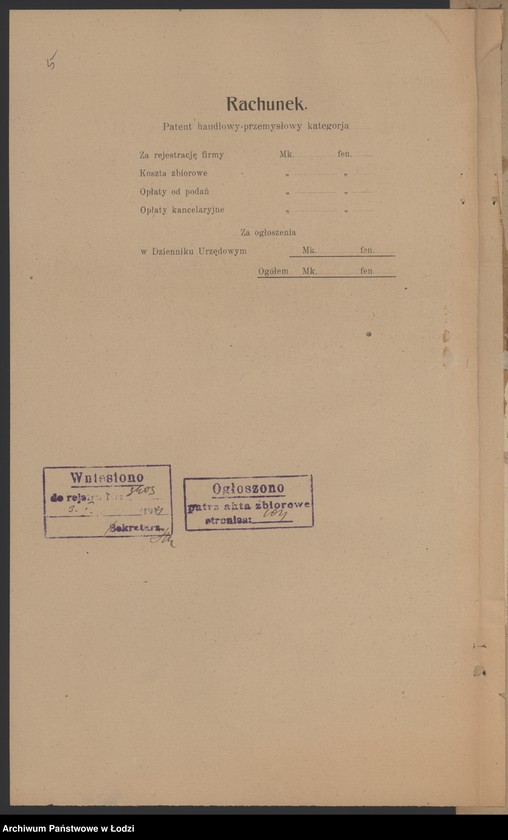 5
Rachunek.
Patent handlowy-przemysłowy kategorja
Za rejestrację firmy Mk. fen.
Koszta zbiorowe „ „
Opłaty od podań „ „
Opłaty kancelaryjne „ „
Za ogłoszenia
w Dzienniku Urzędowym Mk. fen.
Ogółem Mk. fen.
Wniesiono
do rejestru
Sekretarz
Ogłoszono
patrz akta zbiorowe
stronica:
Archiwum Państwowe w Łodzi